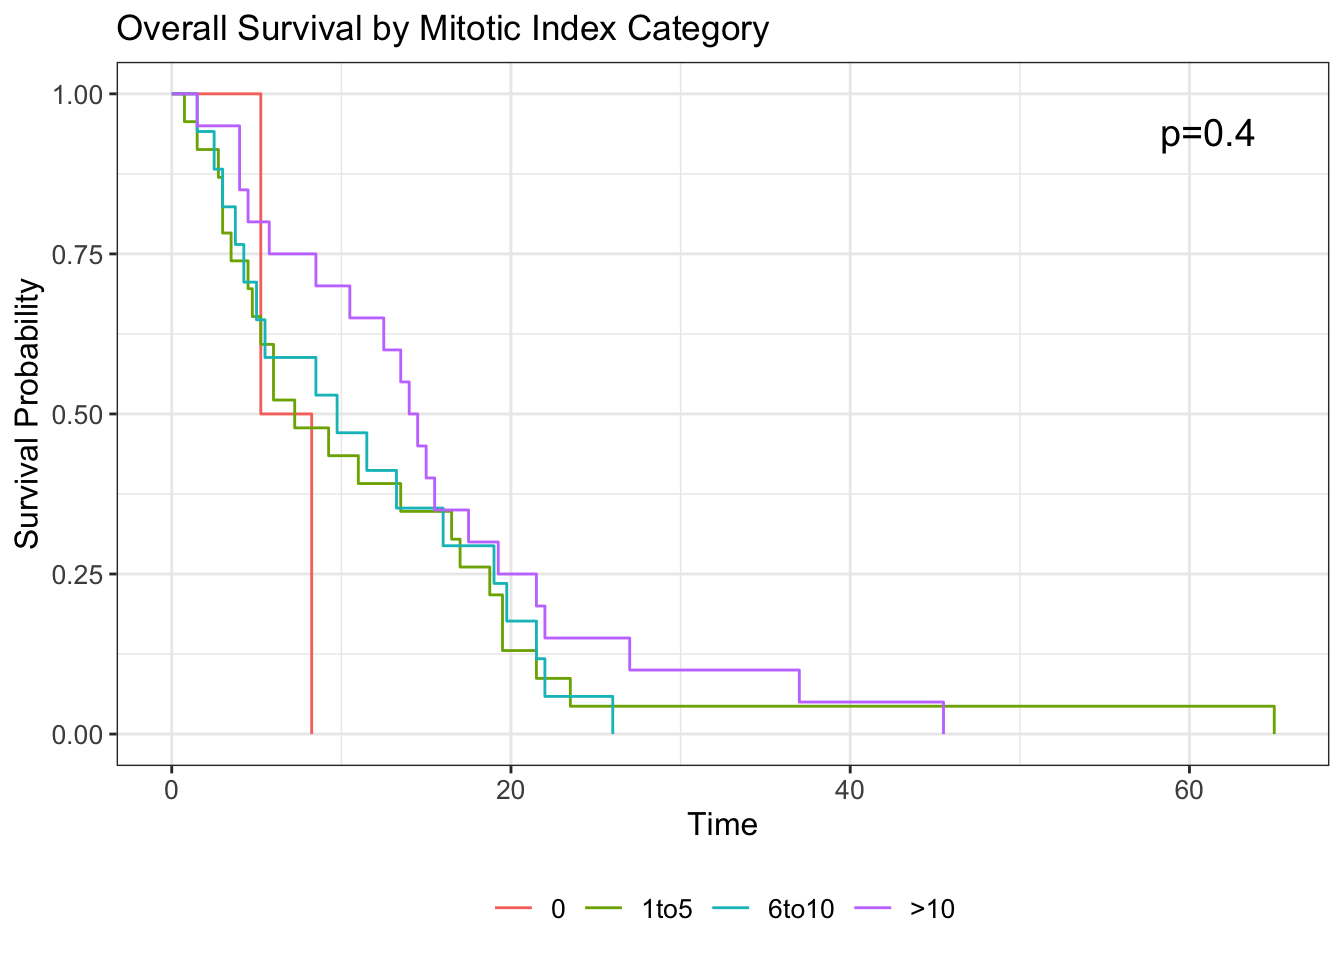 Overall Survival by Mitotic Index Category
p=0.4
Survival Probability
1.00
0.75
0.50
0.25
0.00
0 20 40 60
Time
0 1to5 6to10 >10